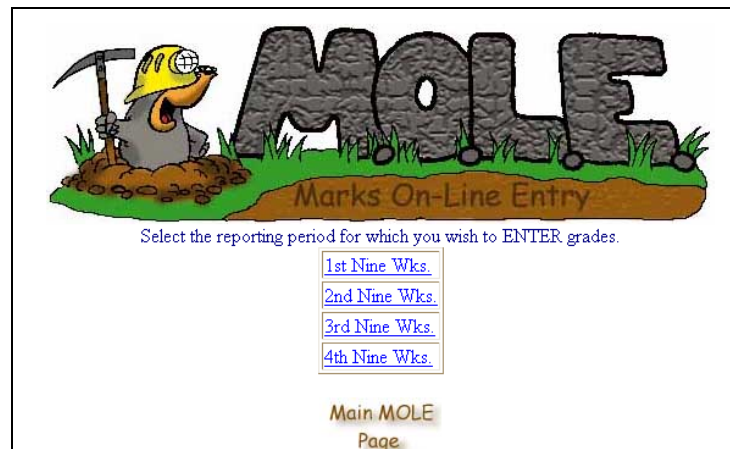 M.O.L.E.
Marks On-Line Entry
Select the reporting period for which you wish to ENTER grades.
1st Nine Wks.
2nd Nine Wks.
3rd Nine Wks.
4th Nine Wks.
Main MOLE
Page